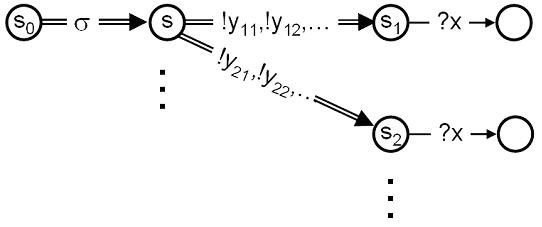 s₀ σ s !y₁₁,!y₁₂,… s₁ ?x
!y₂₁,!y₂₂,…
s₂ ?x